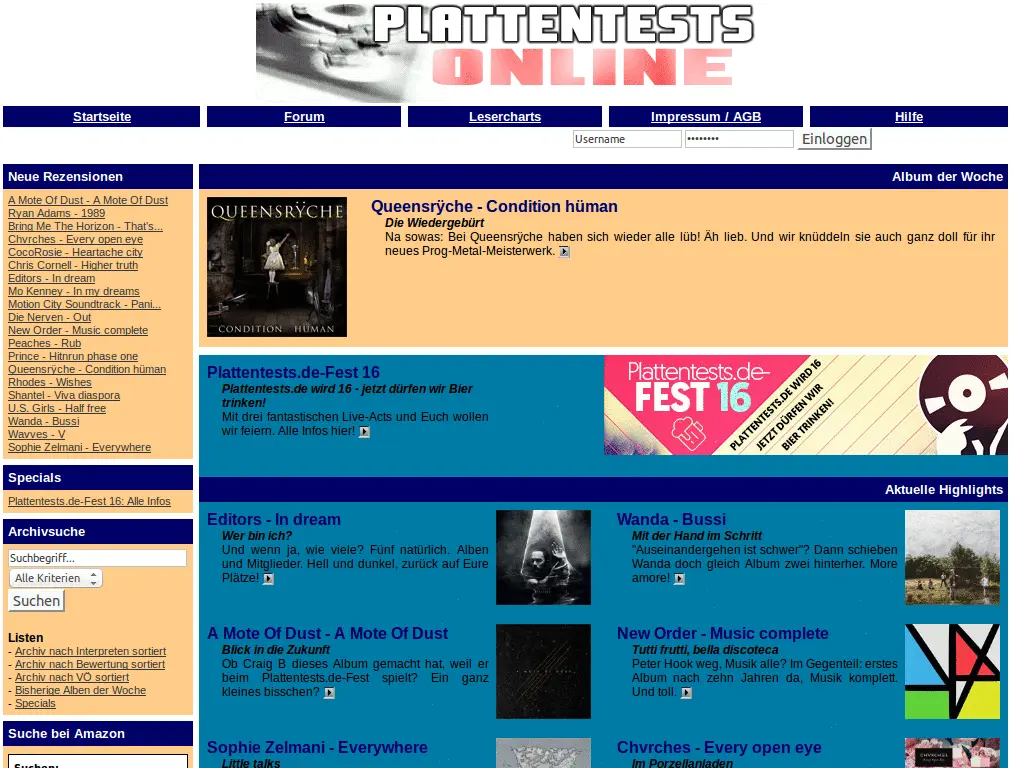 PLATTENTESTS
ONLINE
Startseite
Forum
Lesercharts
Impressum / AGB
Hilfe
Username
••••••••
Einloggen
Neue Rezensionen
A Mote Of Dust - A Mote Of Dust
Ryan Adams - 1989
Bring Me The Horizon - That's...
Chvrches - Every open eye
CocoRosie - Heartache city
Chris Cornell - Higher truth
Editors - In dream
Mo Kenney - In my dreams
Motion City Soundtrack - Pani...
Die Nerven - Out
New Order - Music complete
Peaches - Rub
Prince - Hitnrun phase one
Queensrÿche - Condition hüman
Rhodes - Wishes
Shantel - Viva diaspora
U.S. Girls - Half free
Wanda - Bussi
Wavves - V
Sophie Zelmani - Everywhere
Specials
Plattentests.de-Fest 16: Alle Infos
Archivsuche
Suchbegriff...
Alle Kriterien
Suchen
Listen
- Archiv nach Interpreten sortiert
- Archiv nach Bewertung sortiert
- Archiv nach VÖ sortiert
- Bisherige Alben der Woche
- Specials
Suche bei Amazon
Suchen:
Album der Woche
QUEENSRŸCHE
CONDITION HÜMAN
Queensrÿche - Condition hüman
Die Wiedergebürt
Na sowas: Bei Queensrÿche haben sich wieder alle lüb! Äh lieb. Und wir knüddeln sie auch ganz doll für ihr
neues Prog-Metal-Meisterwerk.
Plattentests.de-Fest 16
Plattentests.de wird 16 - jetzt dürfen wir Bier
trinken!
Mit drei fantastischen Live-Acts und Euch wollen
wir feiern. Alle Infos hier!
Plattentests.de-
FEST 16
PLATTENTESTS.DE WIRD 16
JETZT DÜRFEN WIR
BIER TRINKEN!
Aktuelle Highlights
Editors - In dream
Wer bin ich?
Und wenn ja, wie viele? Fünf natürlich. Alben
und Mitglieder. Hell und dunkel, zurück auf Eure
Plätze!
Wanda - Bussi
Mit der Hand im Schritt
"Auseinandergehen ist schwer"? Dann schieben
Wanda doch gleich Album zwei hinterher. More
amore!
A Mote Of Dust - A Mote Of Dust
Blick in die Zukunft
Ob Craig B dieses Album gemacht hat, weil er
beim Plattentests.de-Fest spielt? Ein ganz
kleines bisschen?
New Order - Music complete
Tutti frutti, bella discoteca
Peter Hook weg, Musik alle? Im Gegenteil: erstes
Album nach zehn Jahren da, Musik komplett.
Und toll.
Sophie Zelmani - Everywhere
Little talks
Chvrches - Every open eye
Im Porzellanladen
CHVRCHES